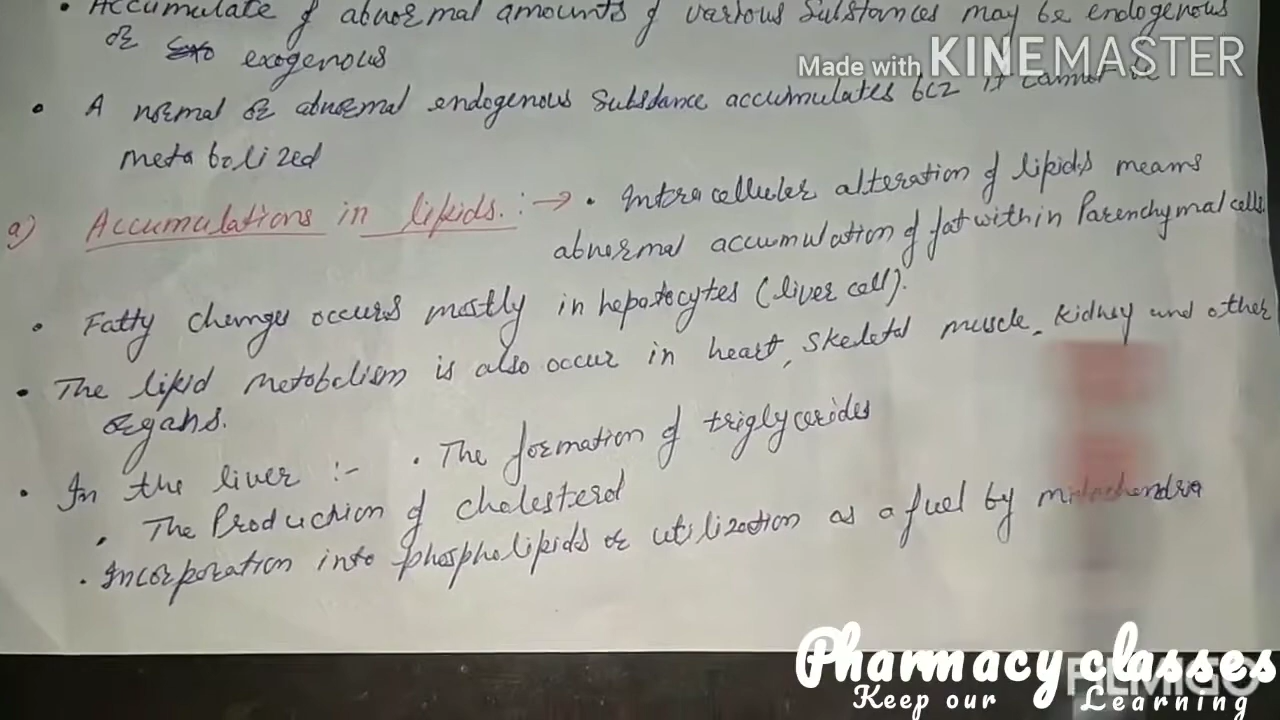 • Accumulate of abnormal amounts of various Substances may be endogenous
or exogenous
Made with KINEMASTER
• A normal or abnormal endogenous Substance accumulates bcz it cannot be
metabolized
a) Accumulations in lipids. :→ • Intracellular alteration of lipids means
abnormal accumulation of fat within Parenchymal cells.
• Fatty changes occurs mostly in hepatocytes (liver cell).
• The lipid metabolism is also occur in heart, skeletal muscle, kidney and other
organs.
• In the liver :- • The formation of triglycerides
• The Production of cholesterol
• Incorporation into phospholipids or utilization as a fuel by mitochondria
Pharmacy classes
FILMIGO
Keep our Learning